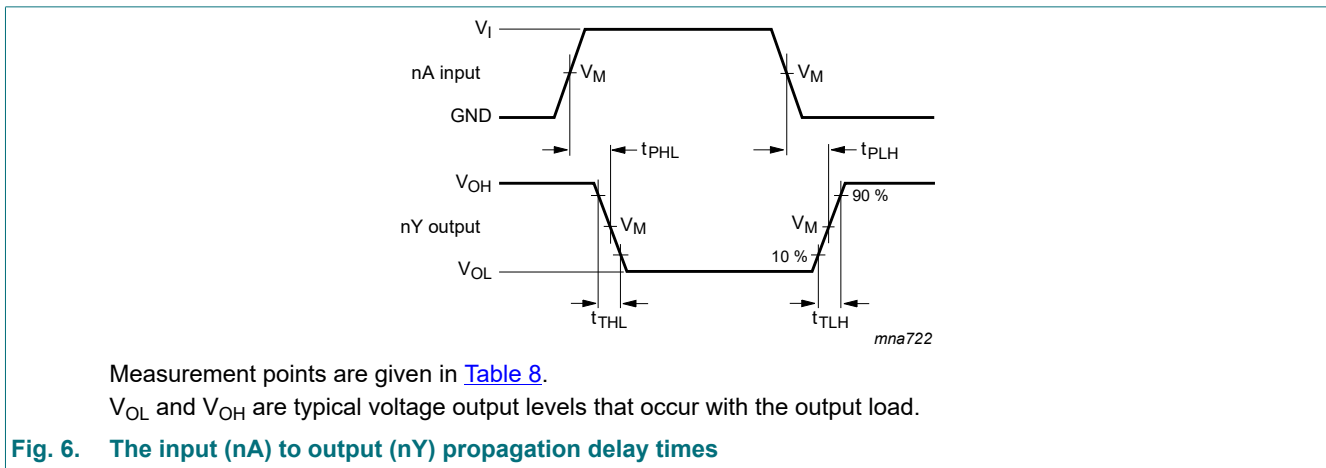 VI
nA input
VM
VM
GND
tPHL
tPLH
VOH
90 %
nY output
VM
VM
10 %
VOL
tTHL
tTLH
mna722
Measurement points are given in Table 8.
VOL and VOH are typical voltage output levels that occur with the output load.
Fig. 6. The input (nA) to output (nY) propagation delay times